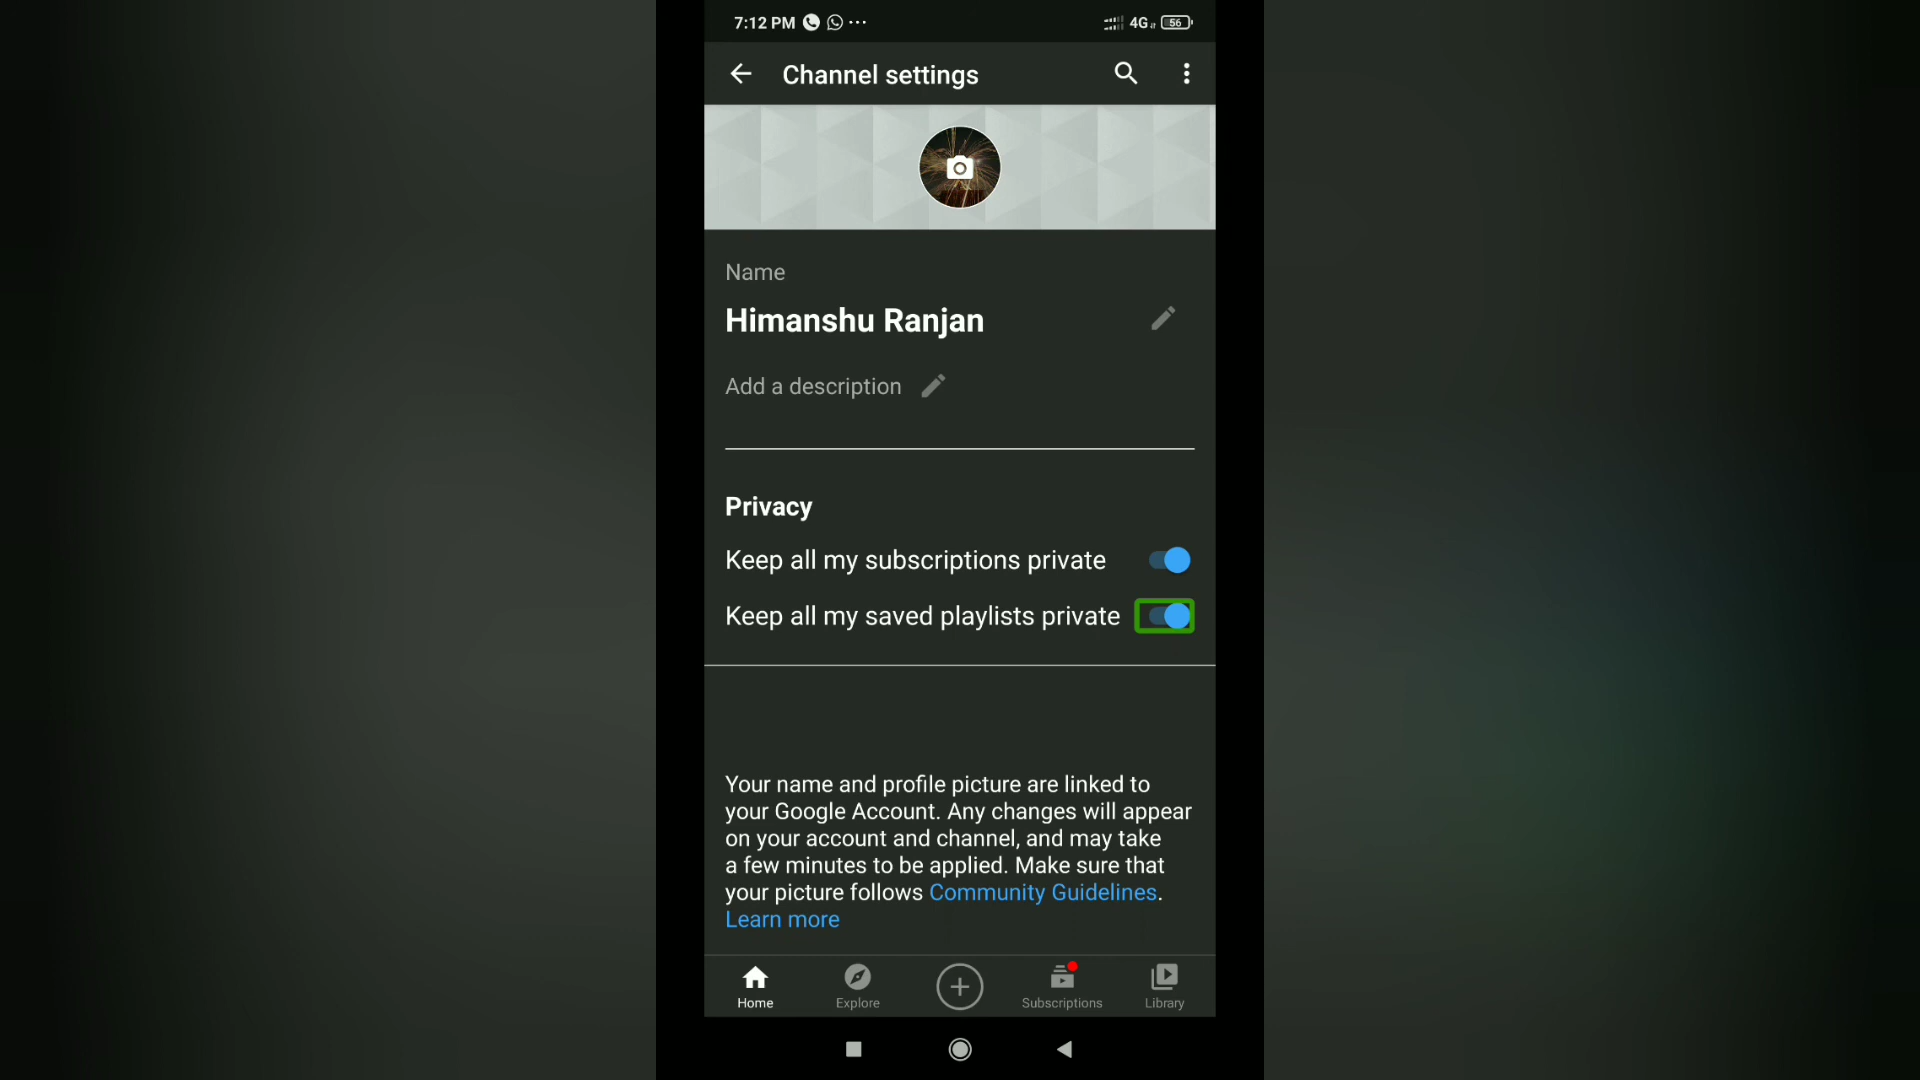 7:12 PM 4G 56
Channel settings
Name
Himanshu Ranjan
Add a description
Privacy
Keep all my subscriptions private
Keep all my saved playlists private
Your name and profile picture are linked to
your Google Account. Any changes will appear
on your account and channel, and may take
a few minutes to be applied. Make sure that
your picture follows Community Guidelines.
Learn more
Home Explore Subscriptions Library